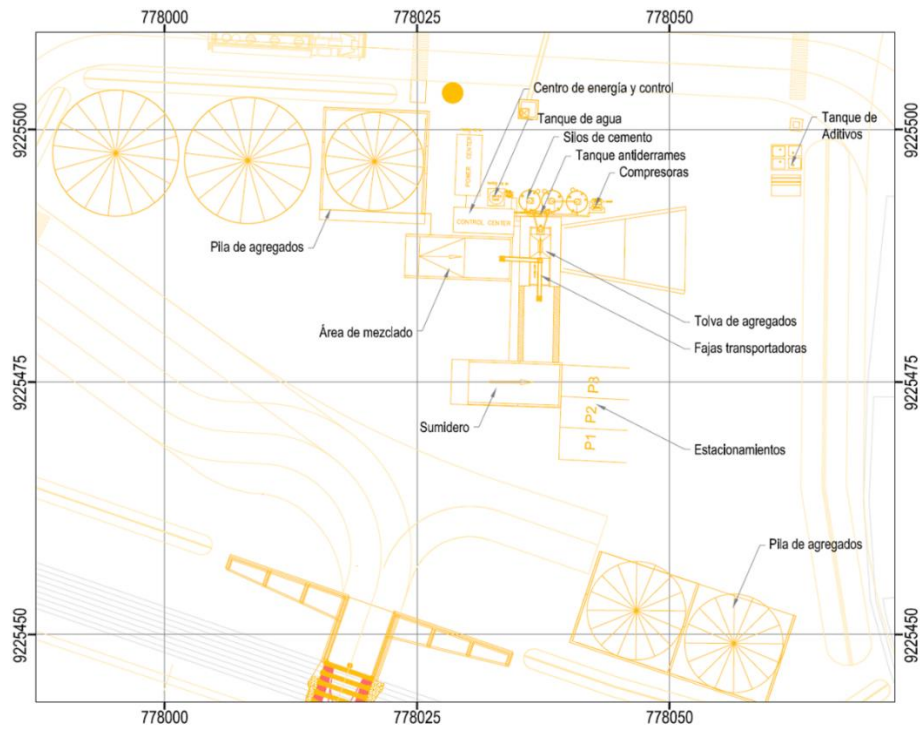 778000
778025
778050
9225500
9225500
Centro de energía y control
Tanque de agua
Silos de cemento
Tanque antiderrames
Compresoras
Tanque de
Aditivos
POWER CENTER
CONTROL CENTER
Pila de agregados
Área de mezclado
Tolva de agregados
Fajas transportadoras
9225475
9225475
P3
P2
P1
Sumidero
Estacionamientos
Pila de agregados
9225450
9225450
778000
778025
778050